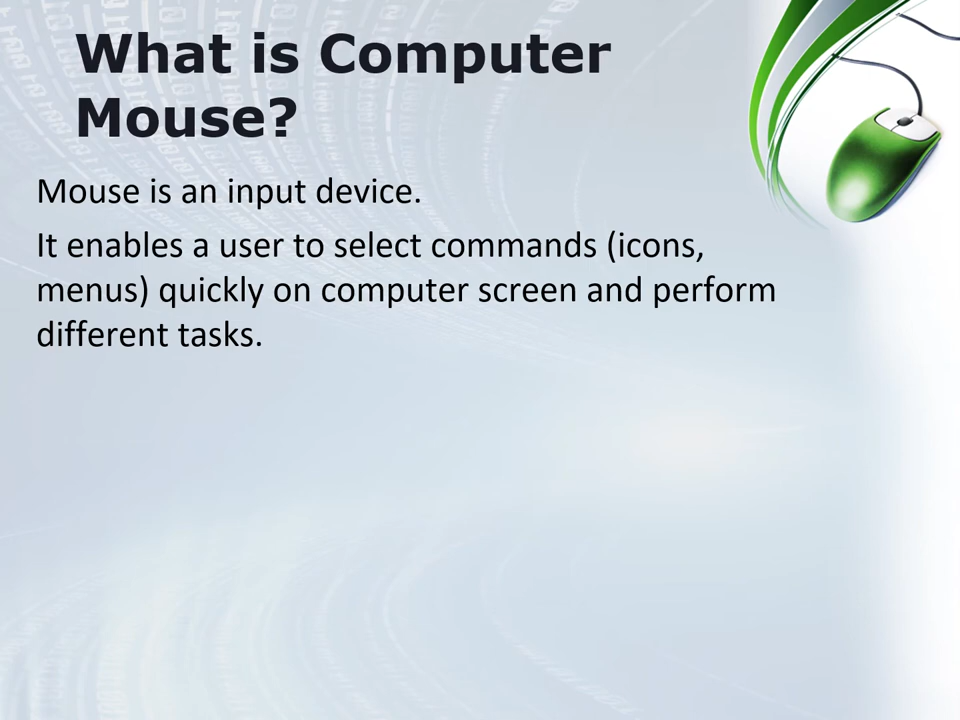 What is Computer
Mouse?
Mouse is an input device.
It enables a user to select commands (icons,
menus) quickly on computer screen and perform
different tasks.